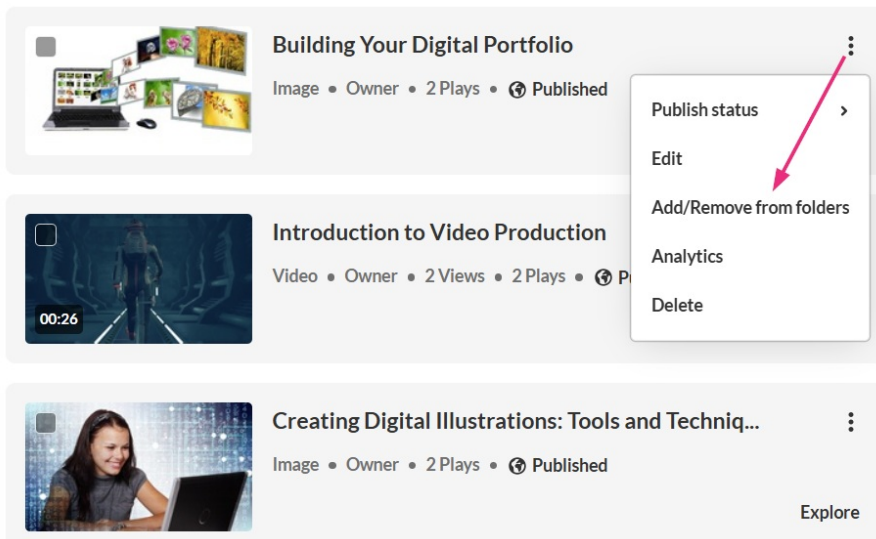 Building Your Digital Portfolio
Image • Owner • 2 Plays • Published
Publish status
Edit
Add/Remove from folders
Analytics
Delete
Introduction to Video Production
Video • Owner • 2 Views • 2 Plays •
00:26
Creating Digital Illustrations: Tools and Techniq...
Image • Owner • 2 Plays • Published
Explore